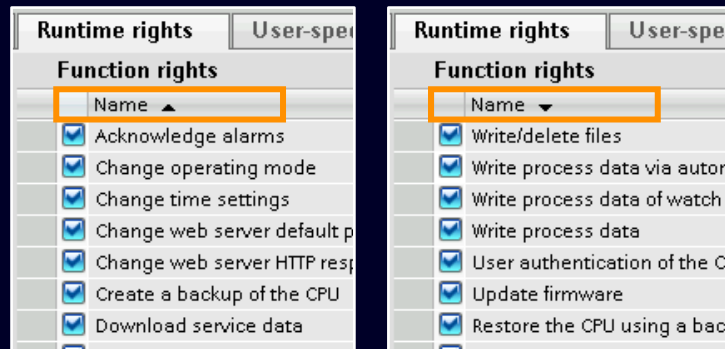 Runtime rights User-spe
Function rights
Name
Acknowledge alarms
Change operating mode
Change time settings
Change web server default p
Change web server HTTP resp
Create a backup of the CPU
Download service data
Runtime rights User-spe
Function rights
Name
Write/delete files
Write process data via autor
Write process data of watch
Write process data
User authentication of the C
Update firmware
Restore the CPU using a bac